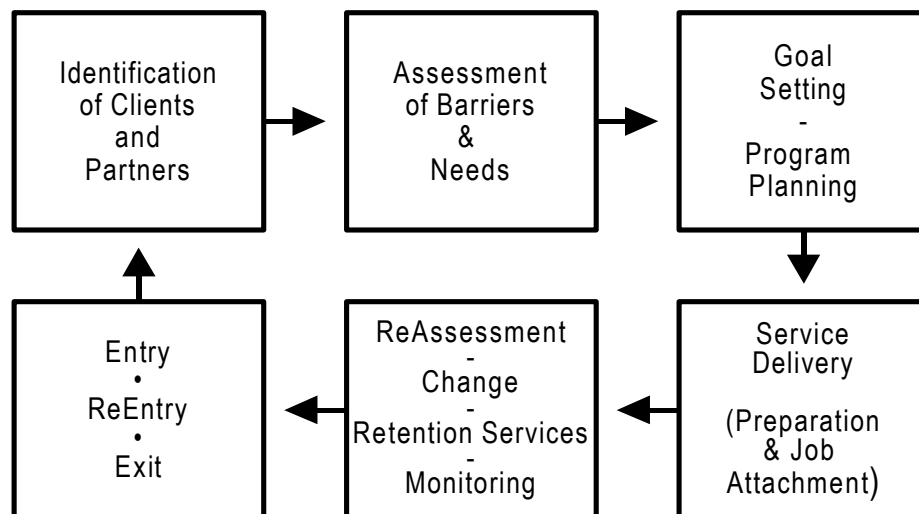 Identification
of Clients
and
Partners
Assessment
of Barriers
&
Needs
Goal
Setting
-
Program
Planning
Entry
•
ReEntry
•
Exit
ReAssessment
-
Change
-
Retention Services
-
Monitoring
Service
Delivery
(Preparation
& Job
Attachment)